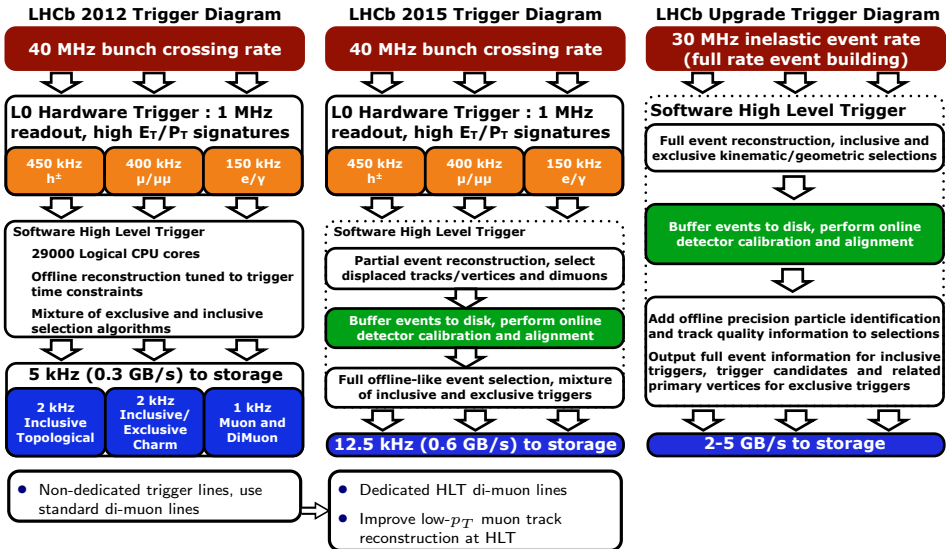 LHCb 2012 Trigger Diagram
40 MHz bunch crossing rate
L0 Hardware Trigger : 1 MHz
readout, high E_T/P_T signatures
450 kHz
h±
400 kHz
μ/μμ
150 kHz
e/γ
Software High Level Trigger
29000 Logical CPU cores
Offline reconstruction tuned to trigger
time constraints
Mixture of exclusive and inclusive
selection algorithms
5 kHz (0.3 GB/s) to storage
2 kHz
Inclusive
Topological
2 kHz
Inclusive/
Exclusive
Charm
1 kHz
Muon and
DiMuon
• Non-dedicated trigger lines, use
standard di-muon lines
LHCb 2015 Trigger Diagram
40 MHz bunch crossing rate
L0 Hardware Trigger : 1 MHz
readout, high E_T/P_T signatures
450 kHz
h±
400 kHz
μ/μμ
150 kHz
e/γ
Software High Level Trigger
Partial event reconstruction, select
displaced tracks/vertices and dimuons
Buffer events to disk, perform online
detector calibration and alignment
Full offline-like event selection, mixture
of inclusive and exclusive triggers
12.5 kHz (0.6 GB/s) to storage
• Dedicated HLT di-muon lines
• Improve low-p_T muon track
reconstruction at HLT
LHCb Upgrade Trigger Diagram
30 MHz inelastic event rate
(full rate event building)
Software High Level Trigger
Full event reconstruction, inclusive and
exclusive kinematic/geometric selections
Buffer events to disk, perform online
detector calibration and alignment
Add offline precision particle identification
and track quality information to selections
Output full event information for inclusive
triggers, trigger candidates and related
primary vertices for exclusive triggers
2-5 GB/s to storage